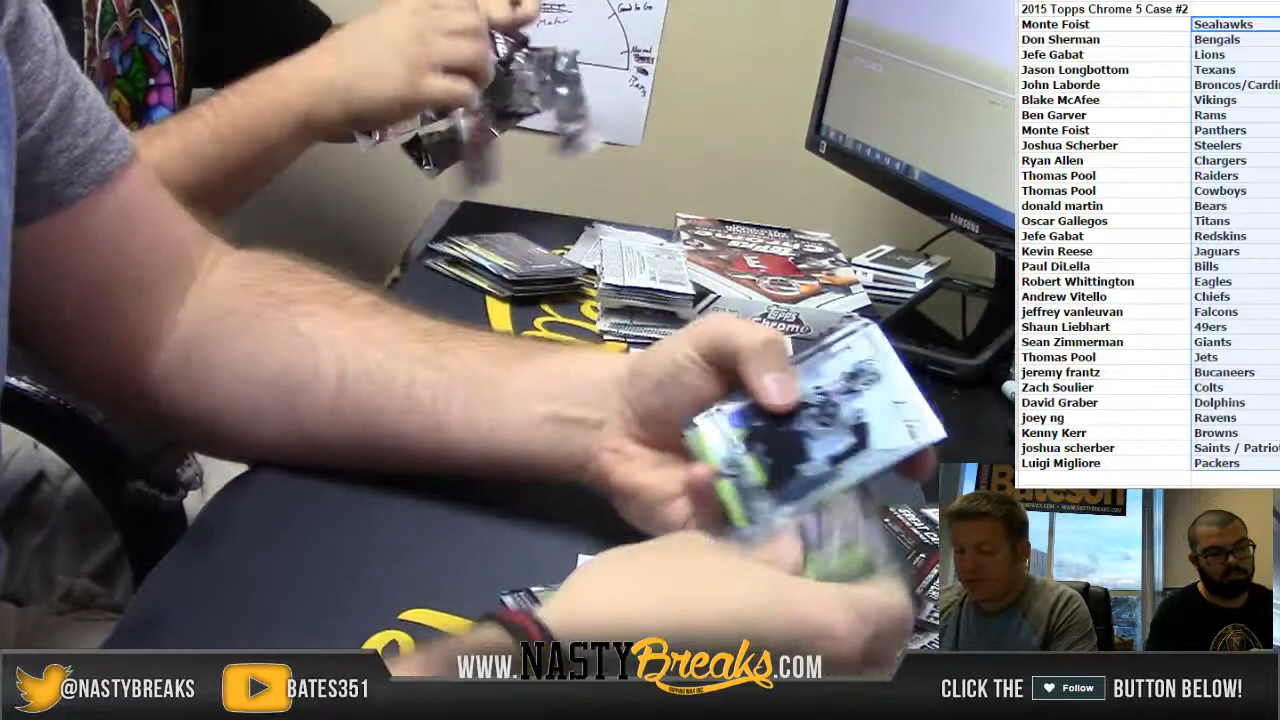 2015 Topps Chrome 5 Case #2
Monte Foist Seahawks
Don Sherman Bengals
Jefe Gabat Lions
Jason Longbottom Texans
John Laborde Broncos/Cardin
Blake McAfee Vikings
Ben Garver Rams
Monte Foist Panthers
Joshua Scherber Steelers
Ryan Allen Chargers
Thomas Pool Raiders
Thomas Pool Cowboys
donald martin Bears
Oscar Gallegos Titans
Jefe Gabat Redskins
Kevin Reese Jaguars
Paul DiLella Bills
Robert Whittington Eagles
Andrew Vitello Chiefs
jeffrey vanleuvan Falcons
Shaun Liebhart 49ers
Sean Zimmerman Giants
Thomas Pool Jets
jeremy frantz Bucaneers
Zach Soulier Colts
David Graber Dolphins
joey ng Ravens
Kenny Kerr Browns
joshua scherber Saints / Patriot
Luigi Migliore Packers
SAMSUNG
Topps
Chrome
@NASTYBREAKS
BATES351
WWW.NASTYBreaks.COM
CLICK THE Follow BUTTON BELOW!